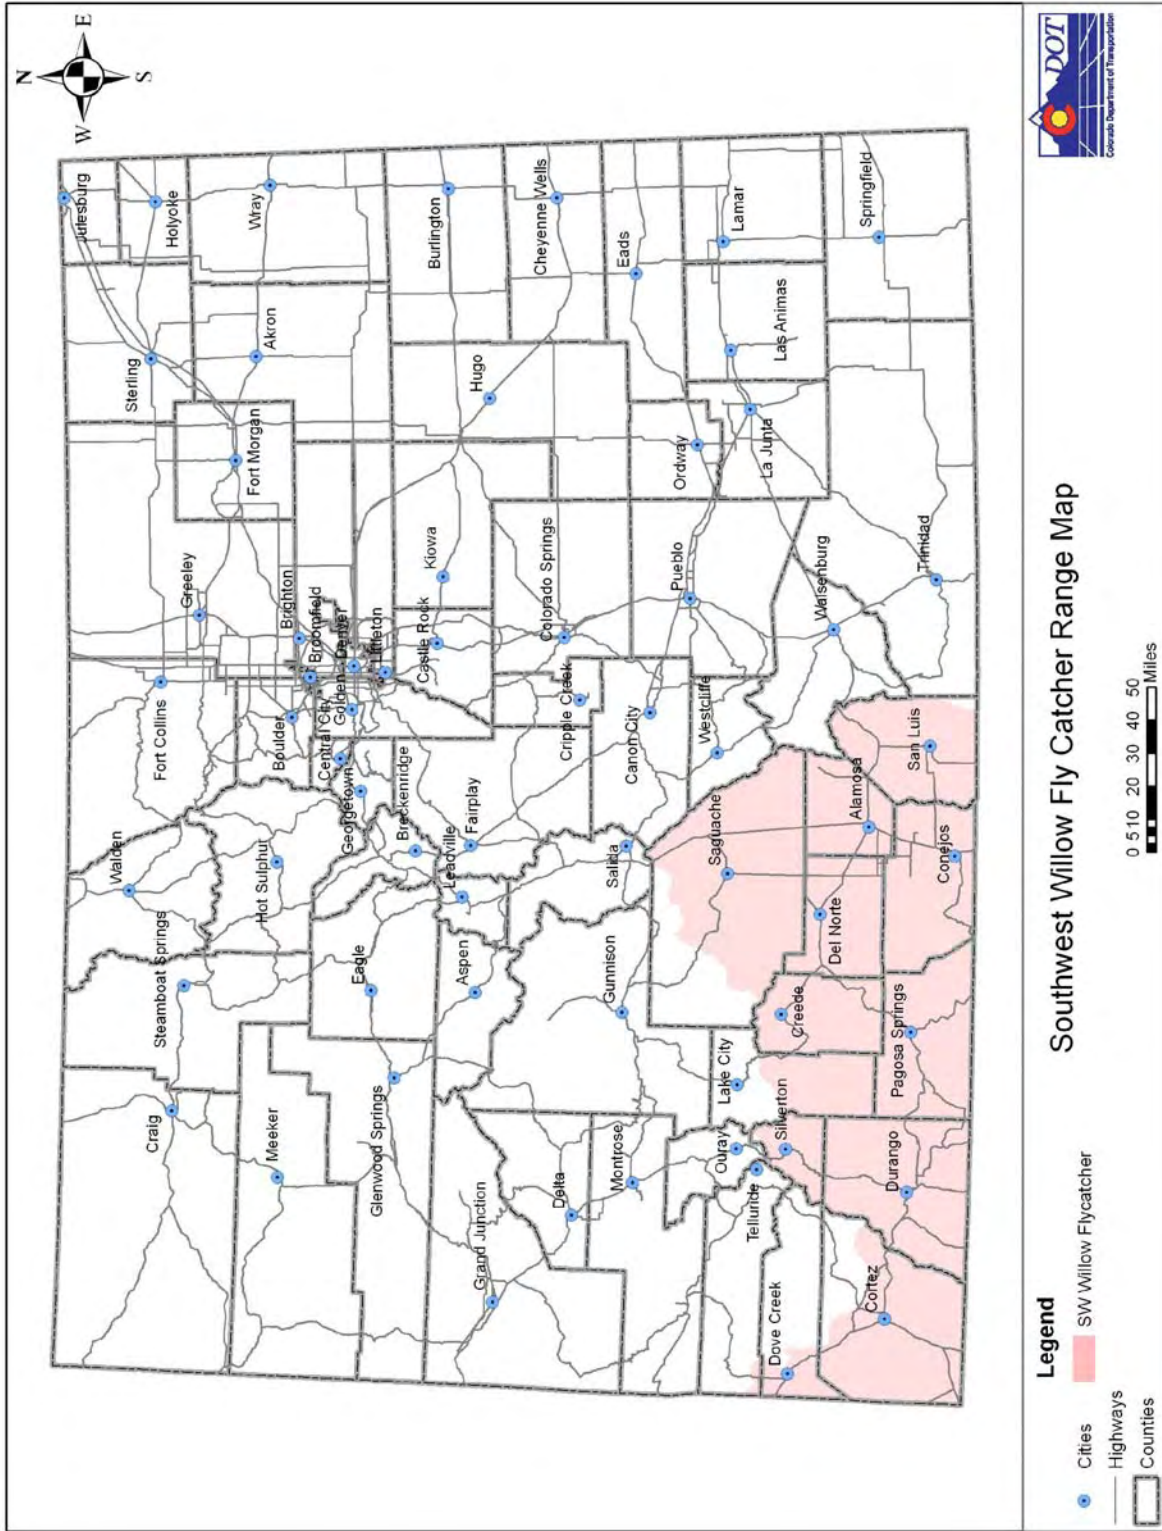 N
W
E
S
Julesburg
Holyoke
Sterling
Wray
Akron
Fort Morgan
Greeley
Fort Collins
Walden
Steamboat Springs
Craig
Meeker
Hot Sulphur
Boulder
Brighton
Broomfield
Central City
Golden
Denver
Littleton
Georgetown
Breckenridge
Eagle
Glenwood Springs
Burlington
Kiowa
Castle Rock
Hugo
Fairplay
Leadville
Aspen
Grand Junction
Cheyenne Wells
Colorado Springs
Cripple Creek
Delta
Eads
Canon City
Salida
Gunnison
Montrose
Ordway
Pueblo
Lamar
Las Animas
La Junta
Westcliffe
Saguache
Lake City
Ouray
Telluride
Silverton
Creede
Dove Creek
Walsenburg
Del Norte
Alamosa
Springfield
Trinidad
San Luis
Conejos
Pagosa Springs
Durango
Cortez
Southwest Willow Fly Catcher Range Map
Legend
Cities
SW Willow Flycatcher
Highways
Counties
0 5 10 20 30 40 50
Miles
DOT
Colorado Department of Transportation